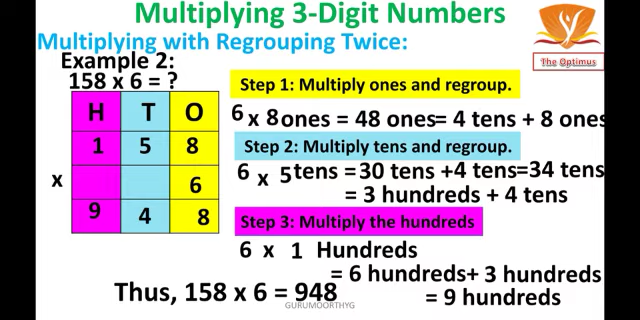 Multiplying 3-Digit Numbers
Multiplying with Regrouping Twice:
The Optimus
Example 2:
158 x 6 = ?
H T O
1 5 8
x 6
9 4 8
Step 1: Multiply ones and regroup.
6 x 8 ones = 48 ones= 4 tens + 8 ones
Step 2: Multiply tens and regroup.
6 x 5 tens =30 tens +4 tens=34 tens
= 3 hundreds + 4 tens
Step 3: Multiply the hundreds
6 x 1 Hundreds
= 6 hundreds+ 3 hundreds
= 9 hundreds
Thus, 158 x 6 = 948
GURUMOORTHYG